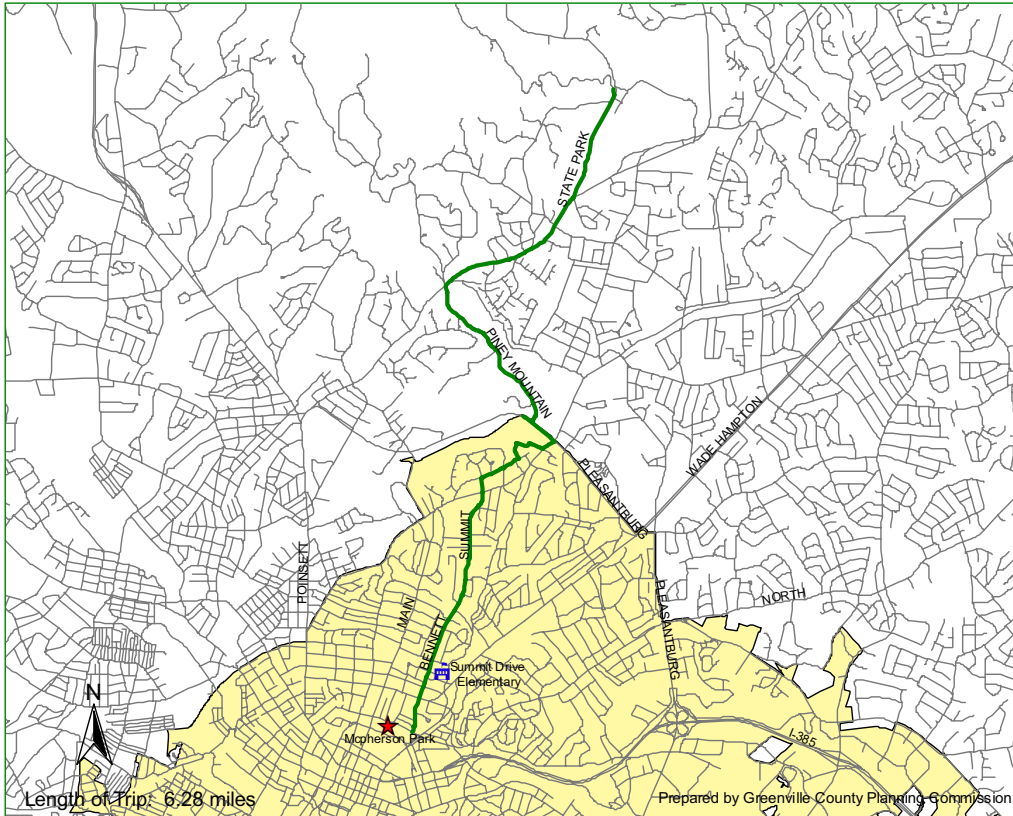 STATE PARK
PINEY MOUNTAIN
WADE HAMPTON
PLEASANTBURG
SUMMIT
POINSETT
MAIN
NORTH
PLEASANTBURG
BENNETT
Summit Drive
Elementary
N
Mcpherson Park
I-385
Length of Trip: 6.28 miles
Prepared by Greenville County Planning Commission